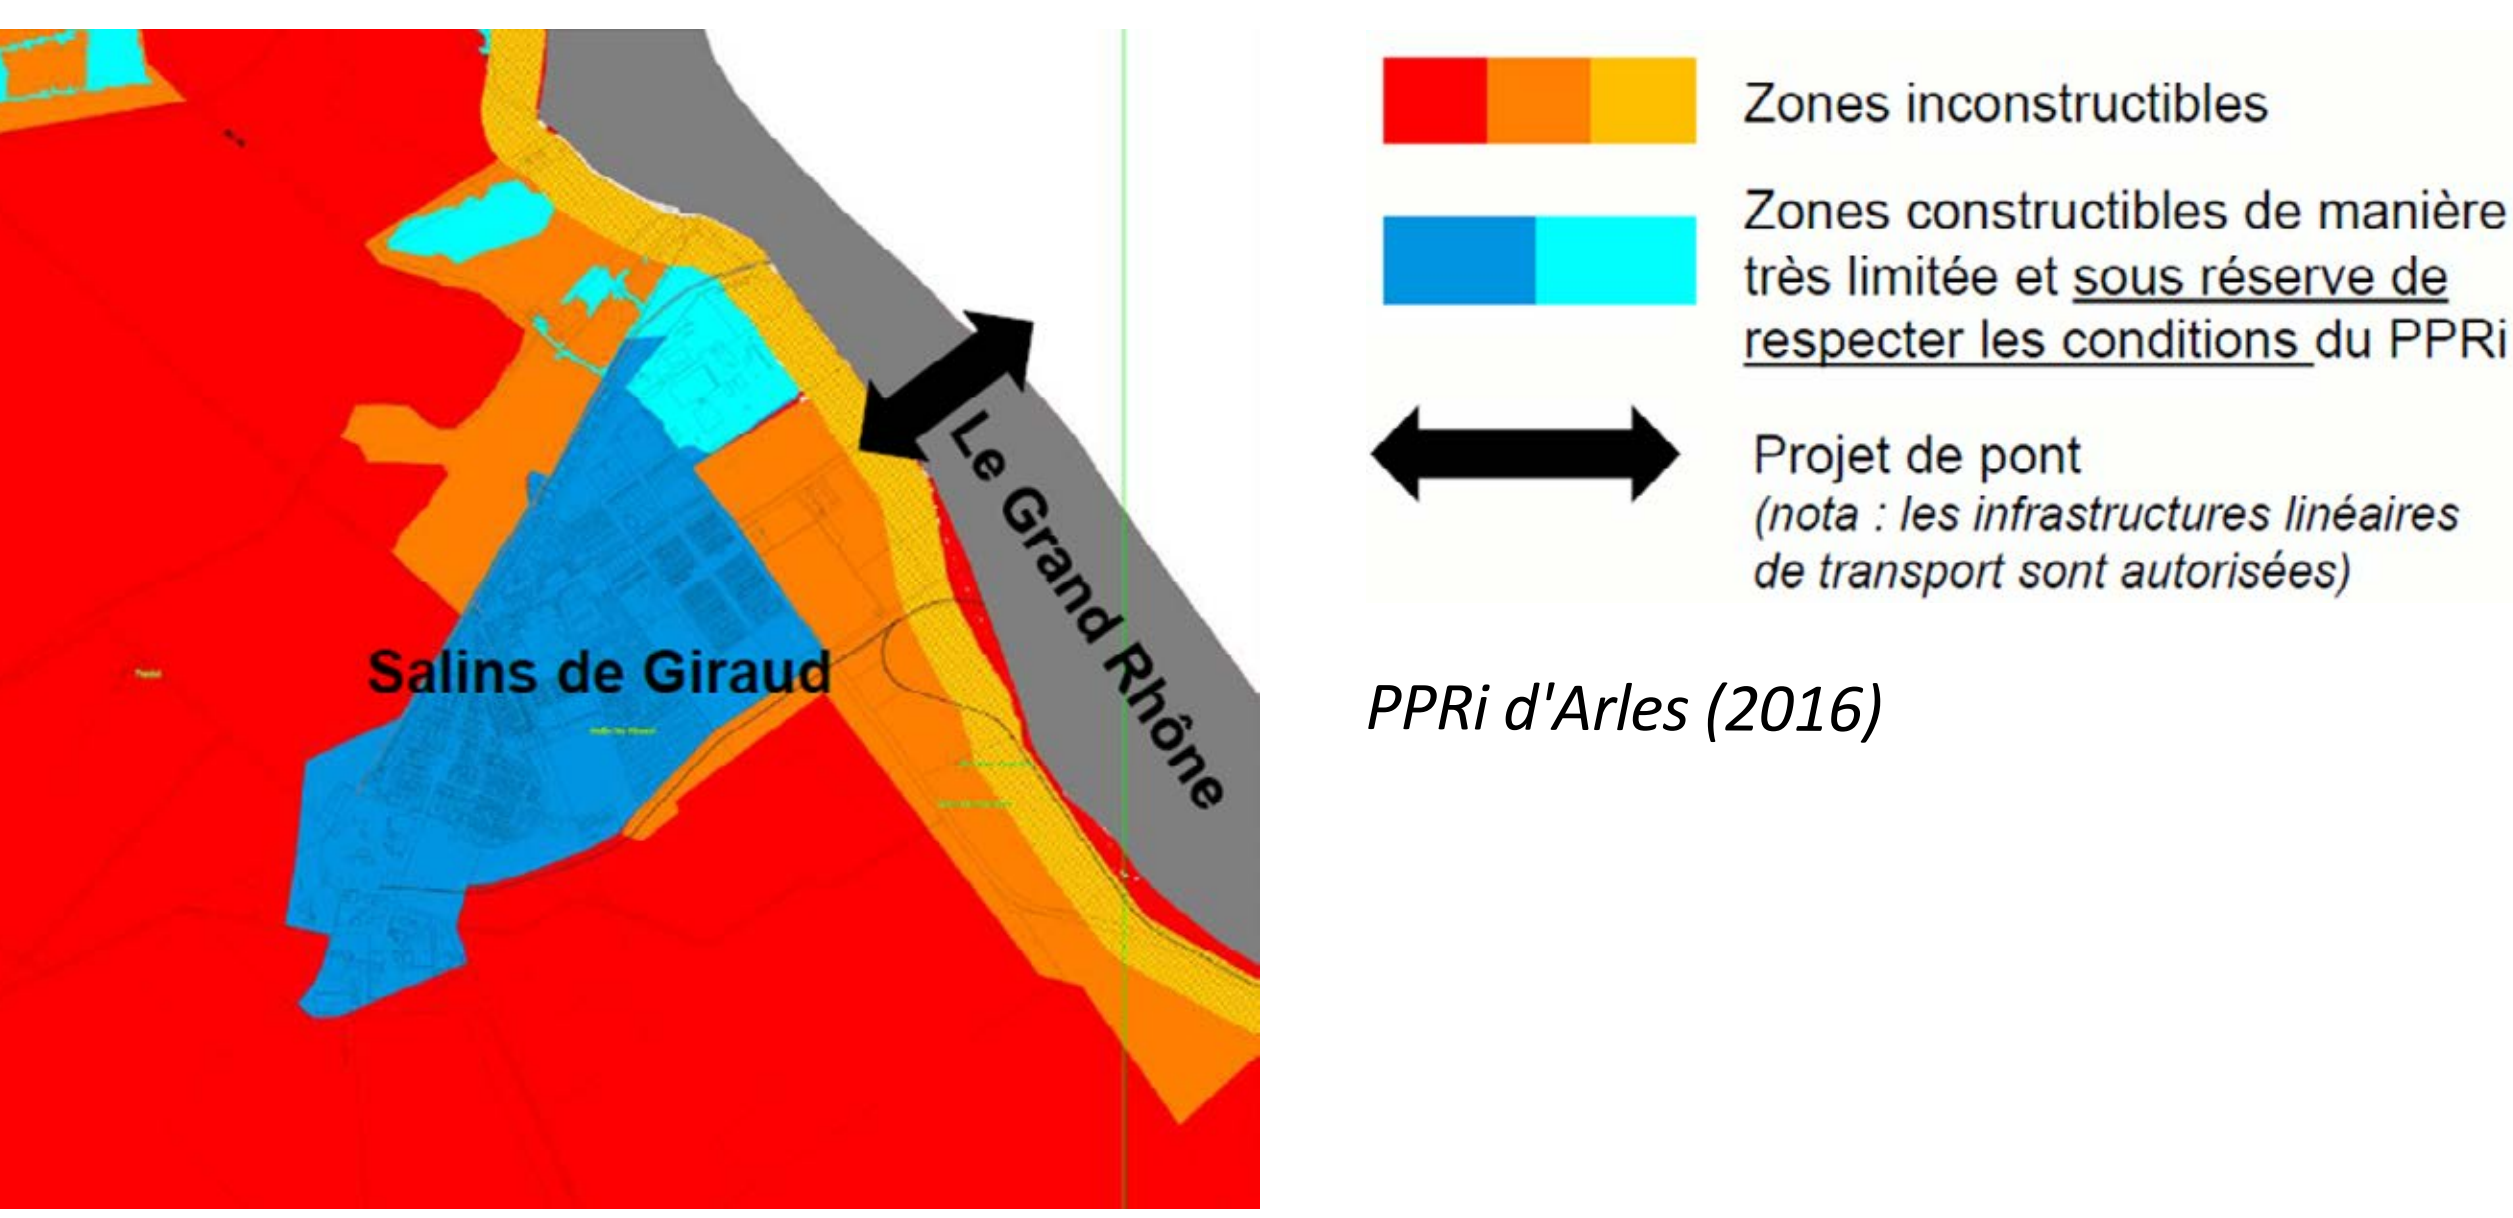 Zones inconstructibles
Zones constructibles de manière
très limitée et sous réserve de
respecter les conditions du PPRi
Projet de pont
(nota : les infrastructures linéaires
de transport sont autorisées)
PPRi d'Arles (2016)
Le Grand Rhône
Salins de Giraud